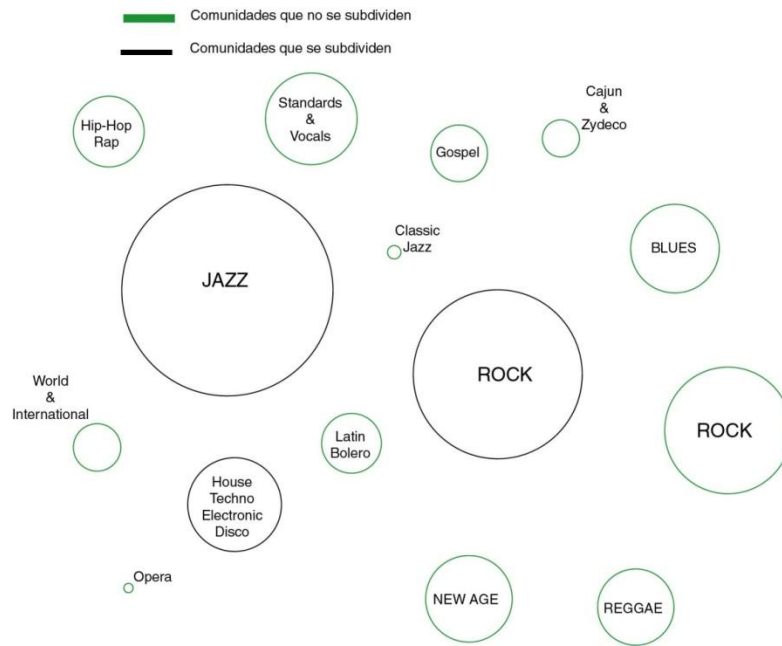 Comunidades que no se subdividen
Comunidades que se subdividen
Hip-Hop
Rap
Standards
&
Vocals
Gospel
Cajun
&
Zydeco
Classic
Jazz
BLUES
JAZZ
ROCK
World
&
International
Latin
Bolero
ROCK
House
Techno
Electronic
Disco
Opera
NEW AGE
REGGAE